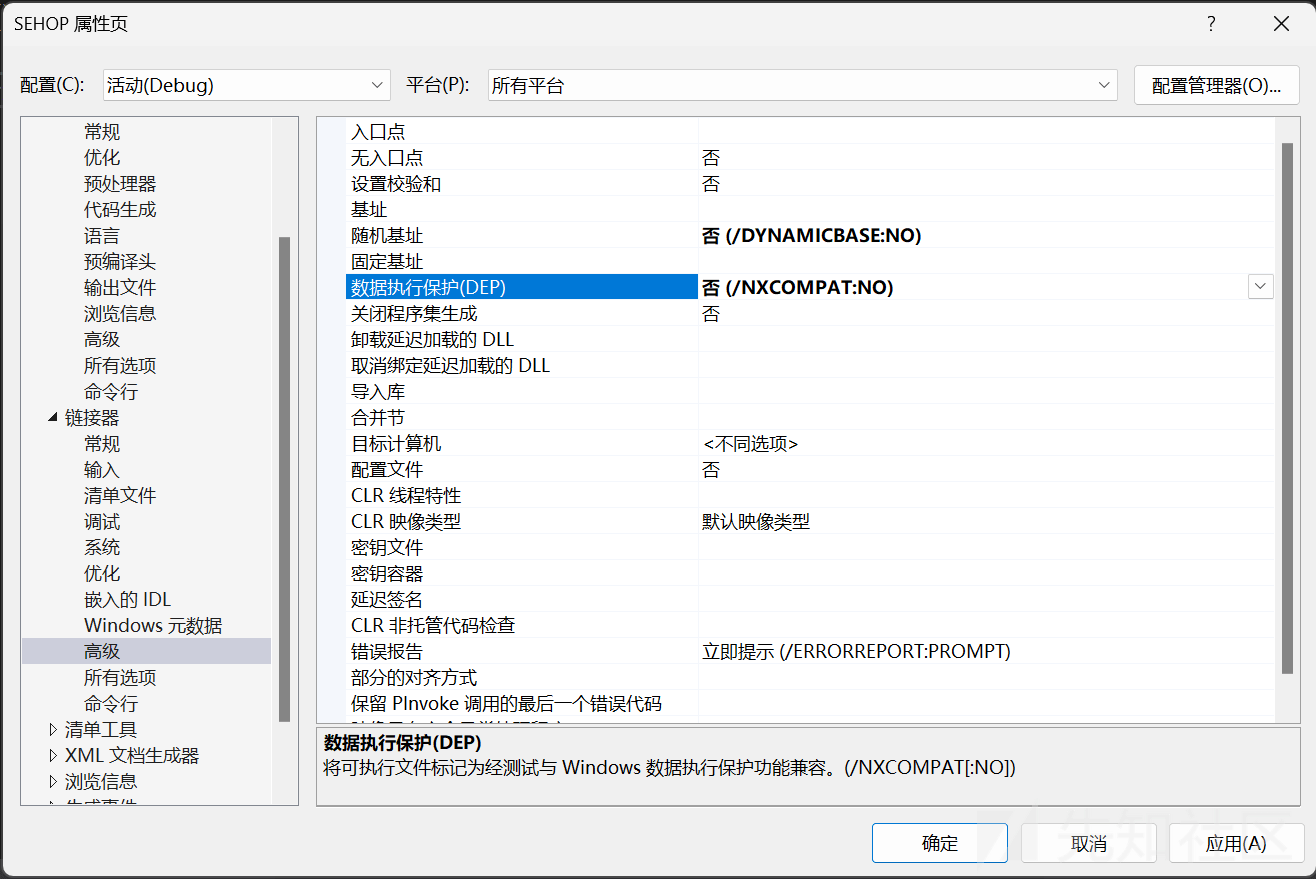 SEHOP 属性页
?
配置(C):
活动(Debug)
平台(P):
所有平台
配置管理器(O)...
常规
优化
预处理器
代码生成
语言
预编译头
输出文件
浏览信息
高级
所有选项
命令行
链接器
常规
输入
清单文件
调试
系统
优化
嵌入的 IDL
Windows 元数据
高级
所有选项
命令行
清单工具
XML 文档生成器
浏览信息
生成事件
入口点
无入口点 否
设置校验和 否
基址
随机基址 否 (/DYNAMICBASE:NO)
固定基址
数据执行保护(DEP) 否 (/NXCOMPAT:NO)
关闭程序集生成 否
卸载延迟加载的 DLL
取消绑定延迟加载的 DLL
导入库
合并节
目标计算机 <不同选项>
配置文件 否
CLR 线程特性
CLR 映像类型 默认映像类型
密钥文件
密钥容器
延迟签名
CLR 非托管代码检查
错误报告 立即提示 (/ERRORREPORT:PROMPT)
部分的对齐方式
保留 PInvoke 调用的最后一个错误代码
数据执行保护(DEP)
将可执行文件标记为经测试与 Windows 数据执行保护功能兼容。(/NXCOMPAT[:NO])
确定
取消
应用(A)
先知社区